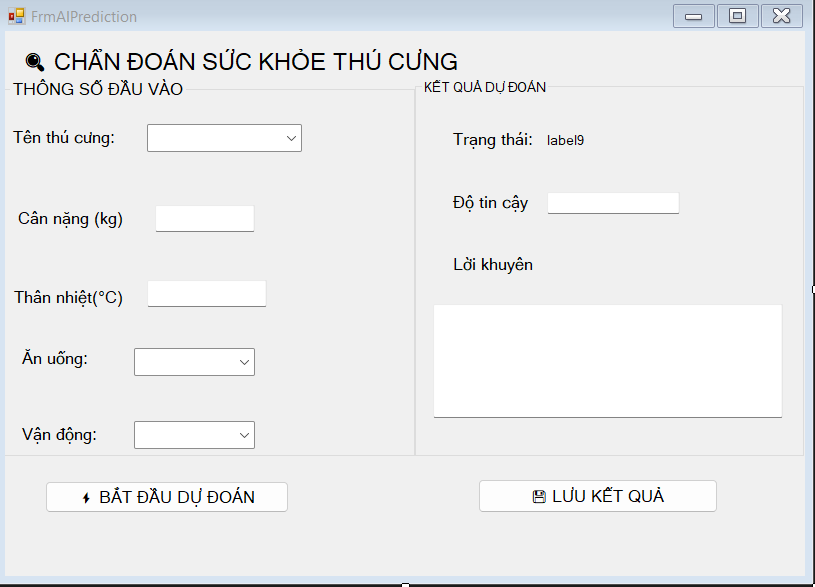 FrmAIPrediction
CHẨN ĐOÁN SỨC KHỎE THÚ CƯNG
THÔNG SỐ ĐẦU VÀO
Tên thú cưng:
Cân nặng (kg)
Thân nhiệt(°C)
Ăn uống:
Vận động:
BẮT ĐẦU DỰ ĐOÁN
KẾT QUẢ DỰ ĐOÁN
Trạng thái: label9
Độ tin cậy
Lời khuyên
LƯU KẾT QUẢ